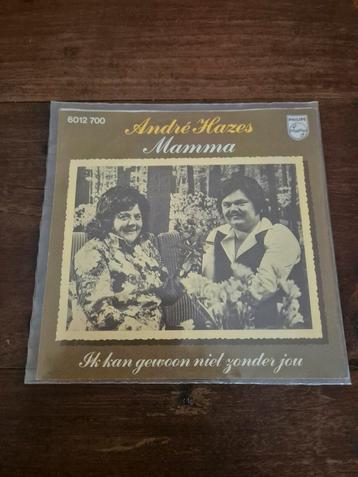 6012 700
André Hazes
PHILIPS
Mamma
Ik kan gewoon niet zonder jou